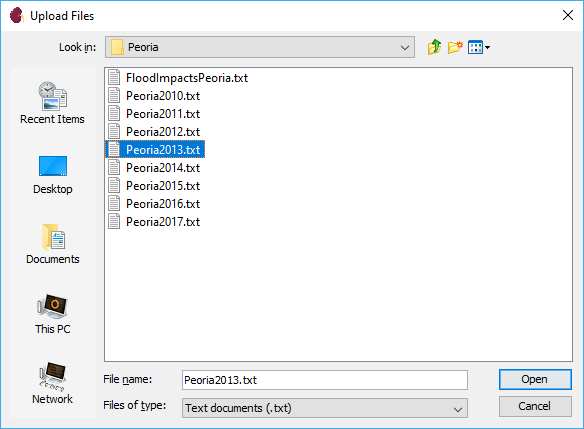 Upload Files
Look in: Peoria
Recent Items
Desktop
Documents
This PC
Network
FloodImpactsPeoria.txt
Peoria2010.txt
Peoria2011.txt
Peoria2012.txt
Peoria2013.txt
Peoria2014.txt
Peoria2015.txt
Peoria2016.txt
Peoria2017.txt
File name: Peoria2013.txt Open
Files of type: Text documents (.txt) Cancel